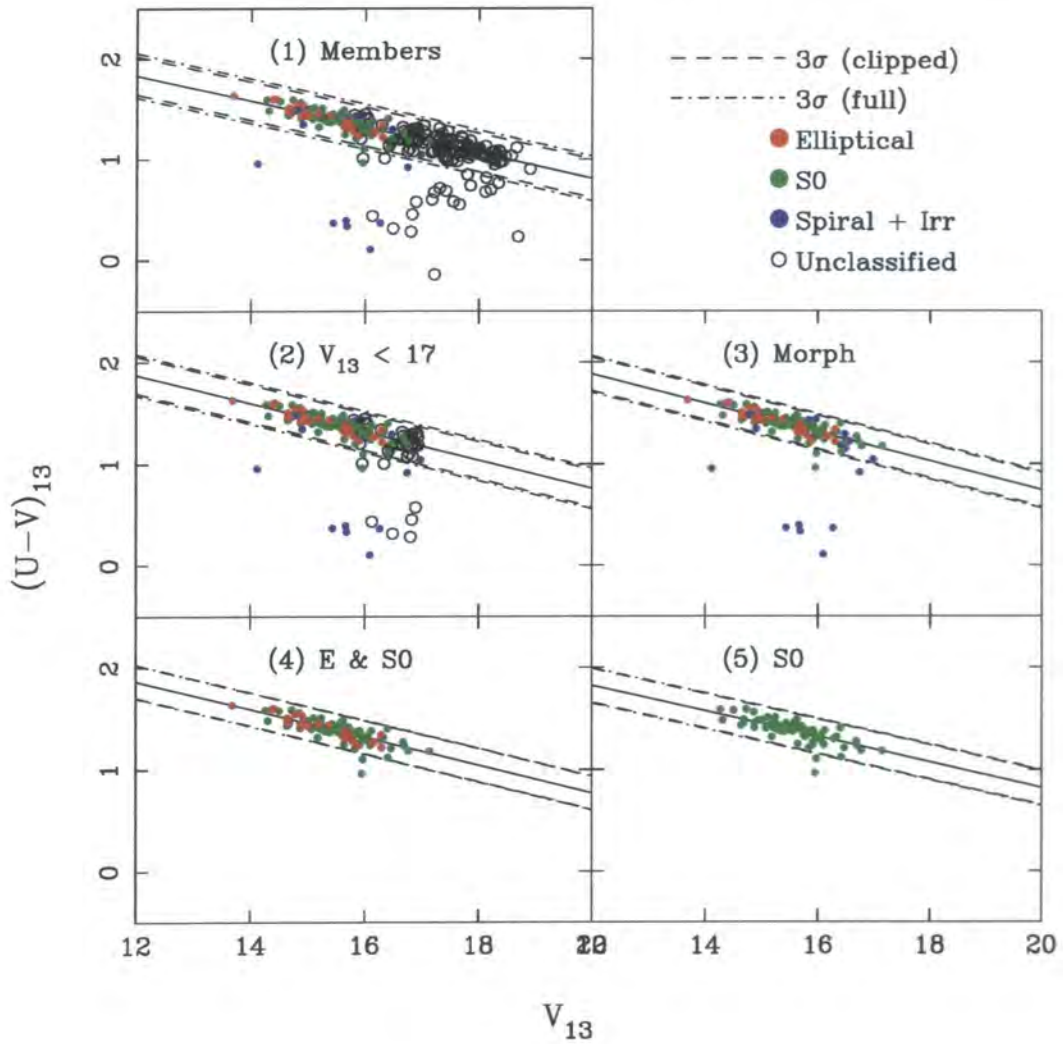 (1) Members
3σ (clipped)
3σ (full)
Elliptical
S0
Spiral + Irr
Unclassified
2
1
0
(2) V13 < 17
(3) Morph
2
1
0
(4) E & S0
(5) S0
2
1
0
12
14
16
18
20
12
14
16
18
20
(U−V)13
V13